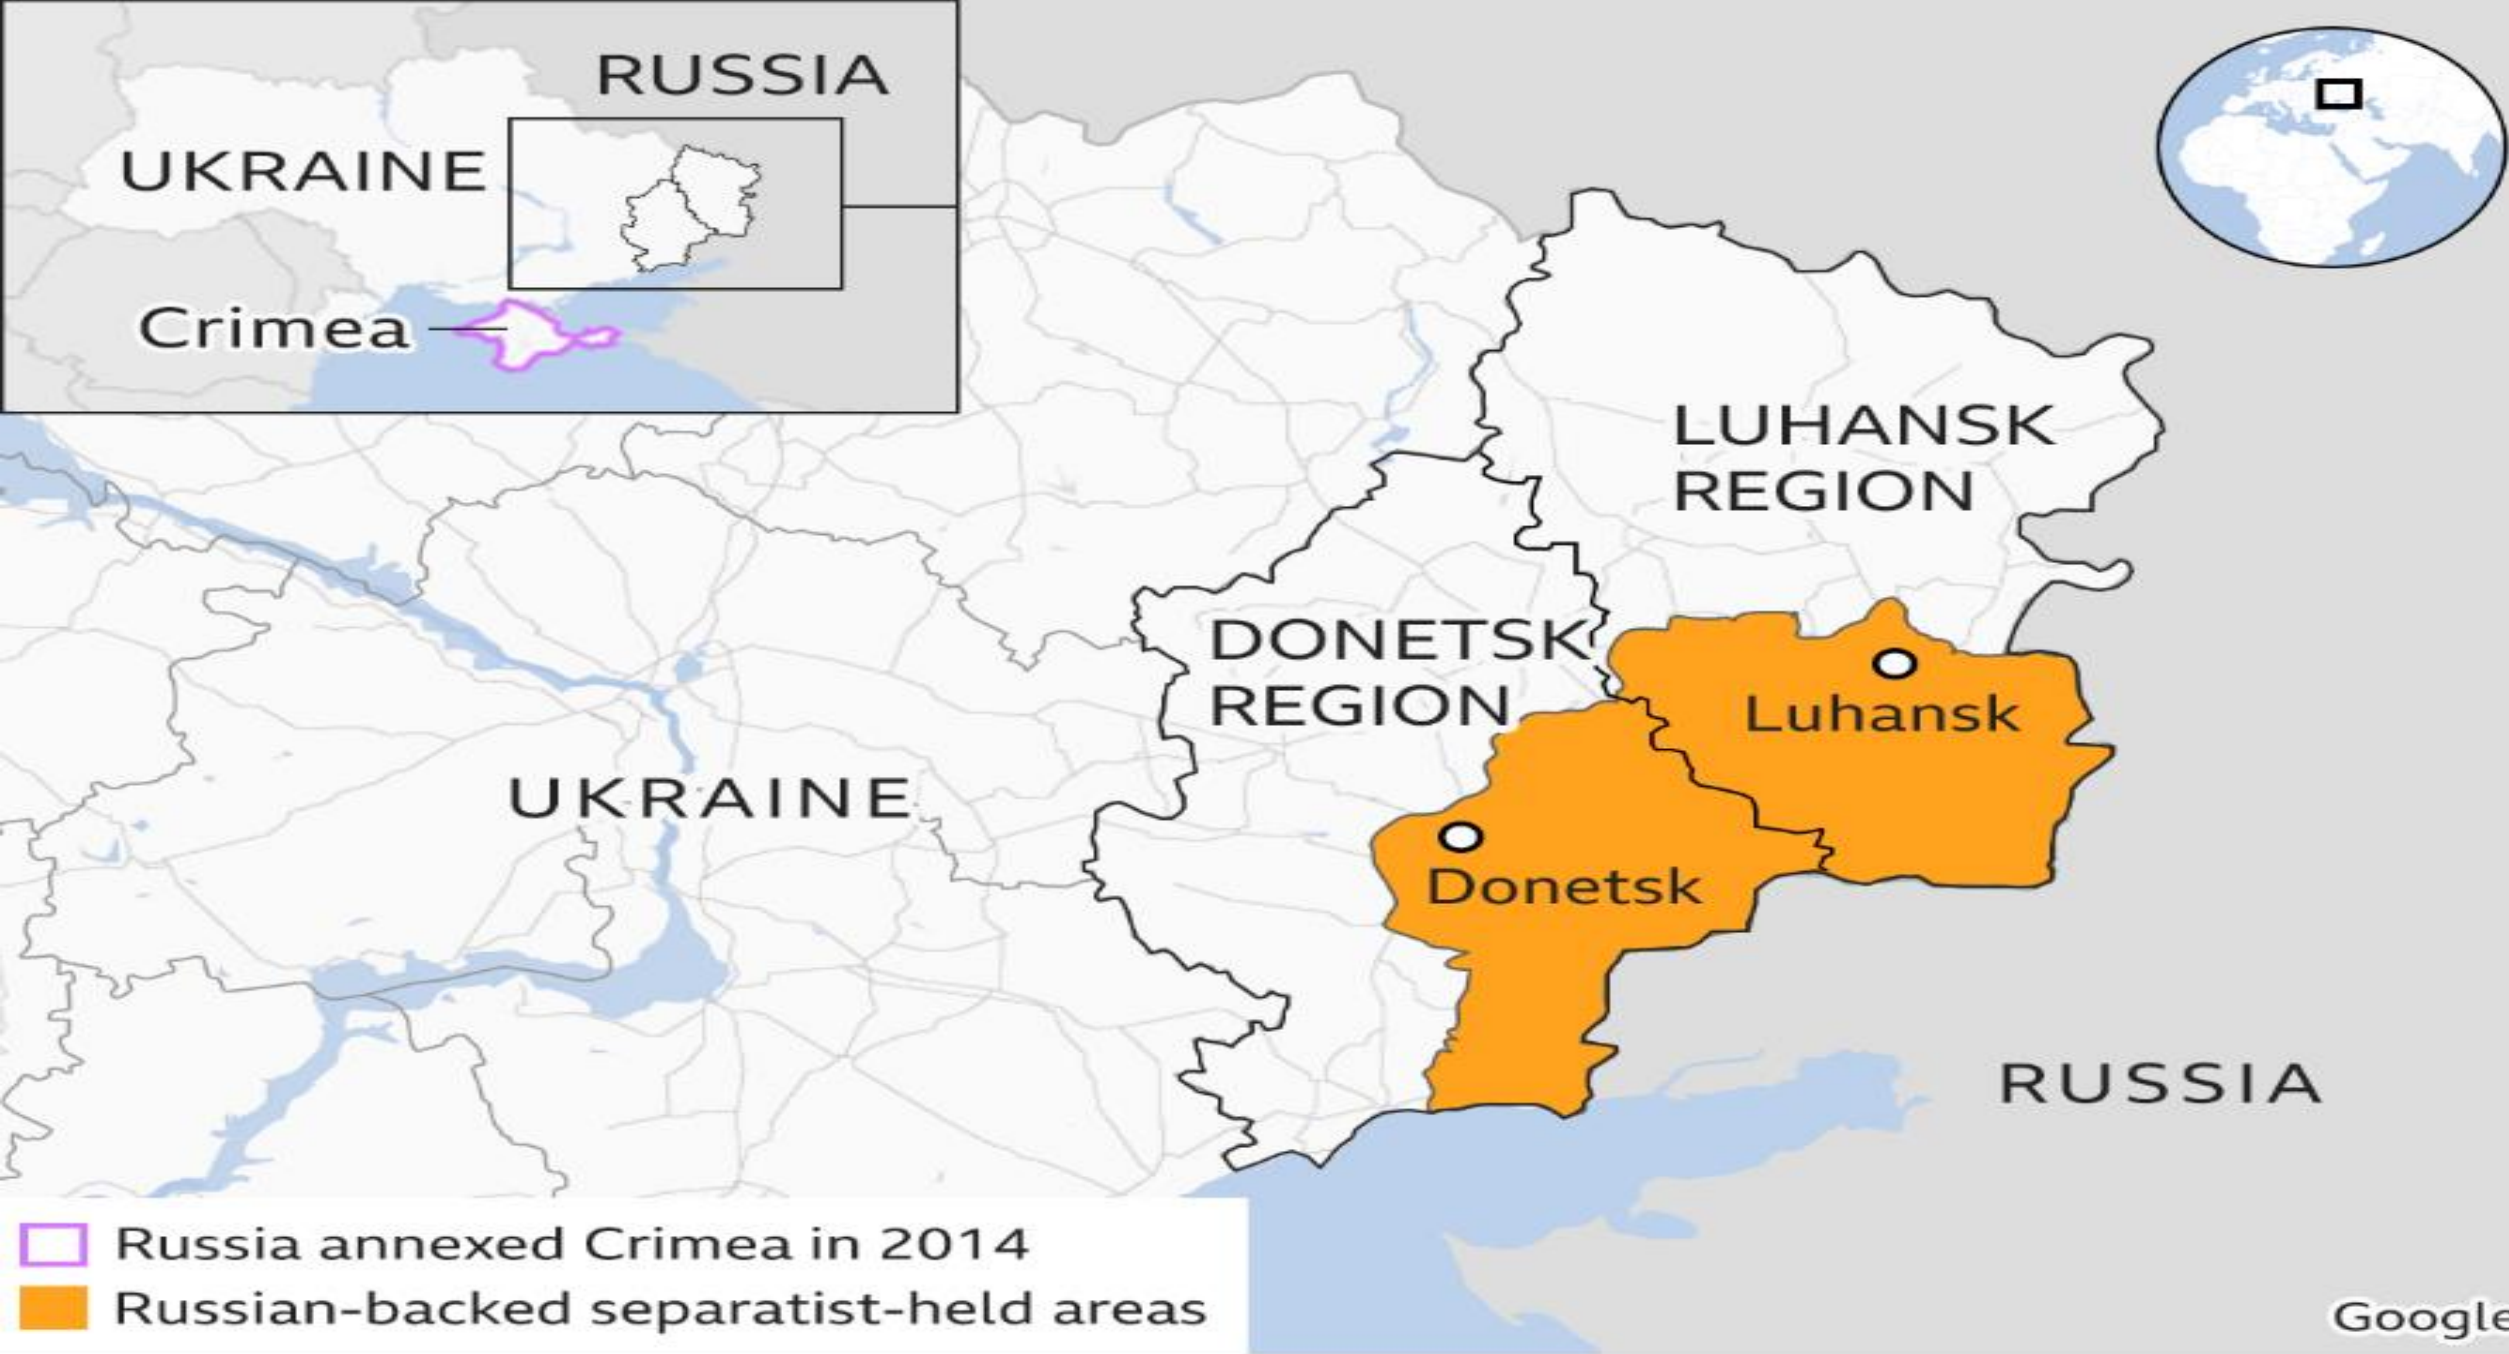 RUSSIA
UKRAINE
Crimea
LUHANSK
REGION
DONETSK
REGION
Luhansk
UKRAINE
Donetsk
RUSSIA
Russia annexed Crimea in 2014
Russian-backed separatist-held areas
Google